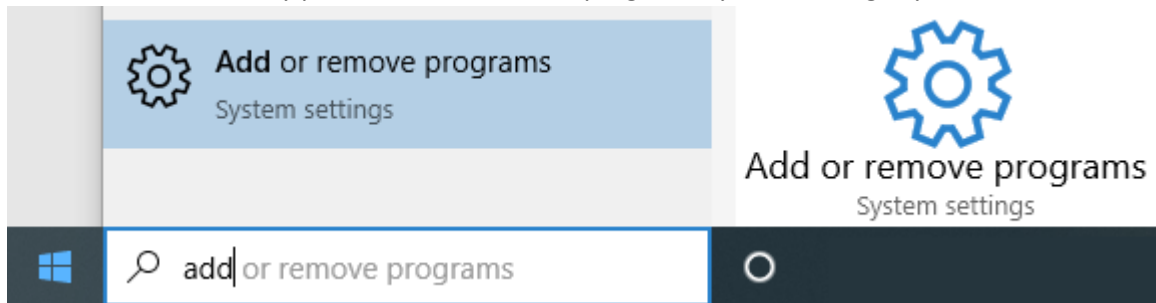 Add or remove programs
System settings
Add or remove programs
System settings
add or remove programs